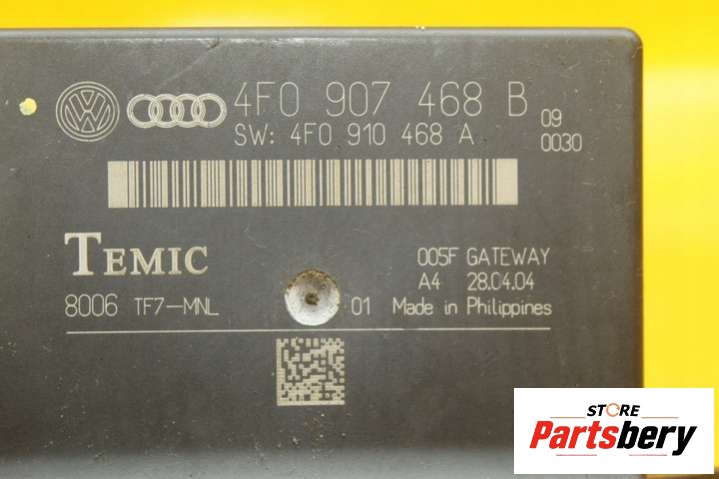 4F0 907 468 B
09
0030
SW: 4F0 910 468 A
TEMIC
005F GATEWAY
A4 28.04.04
8006 TF7-MNL
01 Made in Philippines
STORE
Partsbery